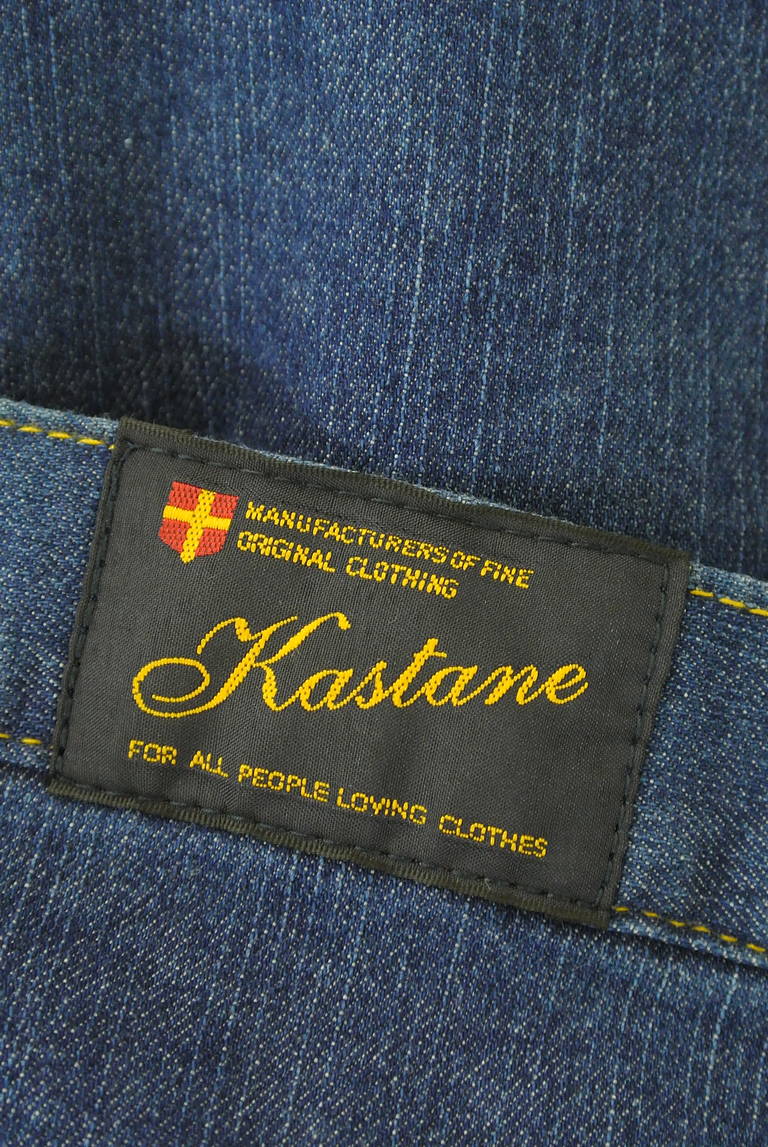 MANUFACTURERS OF FINE
ORIGINAL CLOTHING
Kastane
FOR ALL PEOPLE LOVING CLOTHES